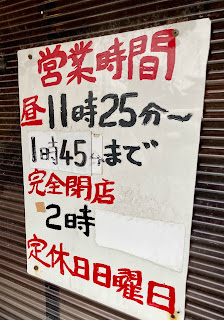 営業時間
昼11時25分〜
1時45分まで
完全閉店
2時
定休日日曜日